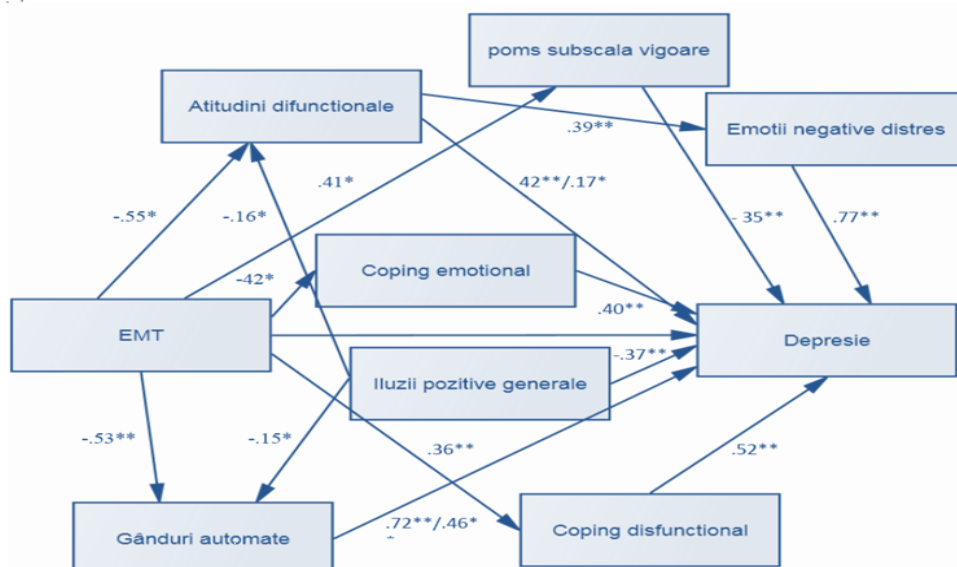 poms subscala vigoare
Atitudini difunctionale
Emotii negative distres
.39**
.41*
42**/.17*
-.55*
-.16*
- 35**
.77**
Coping emotional
-42*
.40**
EMT
Depresie
-.37**
Iluzii pozitive generale
-.53**
-.15*
.36**
.52**
.72**/.46*
*
Gânduri automate
Coping disfunctional